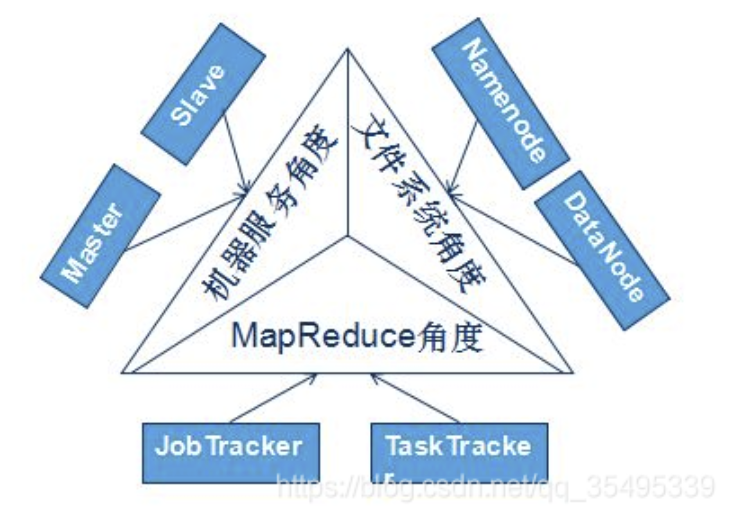 Slave
Master
机器服务角度
Namenode
DataNode
文件系统角度
MapReduce角度
JobTracker
TaskTracke
r
https://blog.csdn.net/qq_35495339